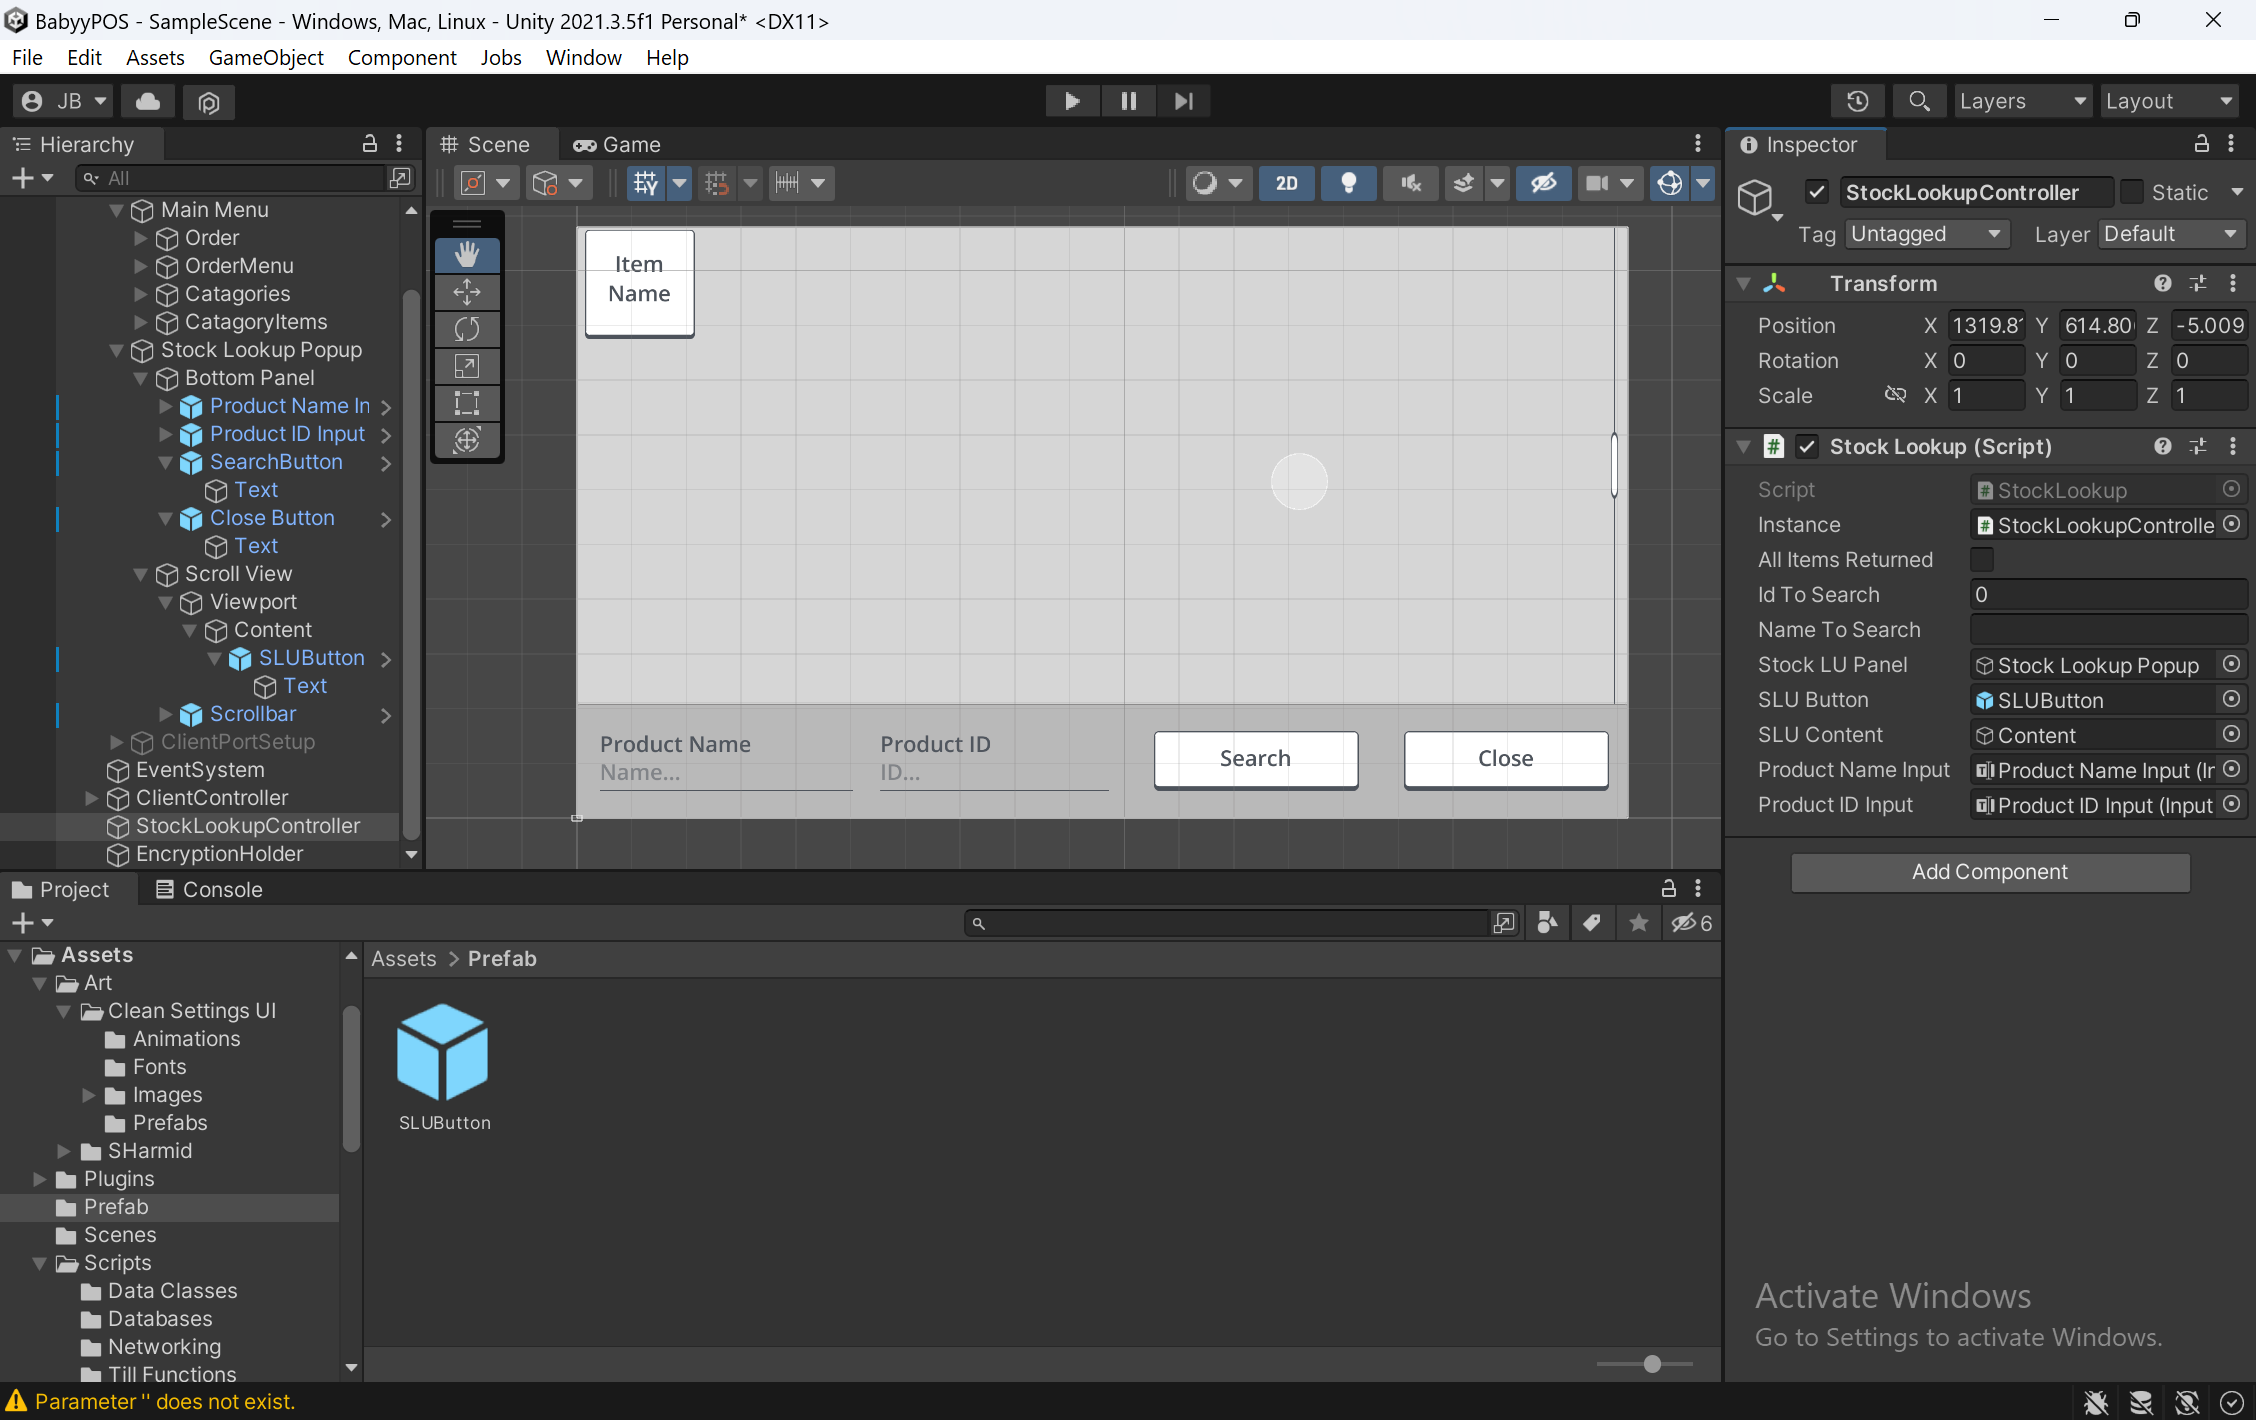 BabyyPOS - SampleScene - Windows, Mac, Linux - Unity 2021.3.5f1 Personal* <DX11>
File Edit Assets GameObject Component Jobs Window Help
JB
Layers
Layout
Hierarchy
All
Main Menu
Order
OrderMenu
Catagories
CatagoryItems
Stock Lookup Popup
Bottom Panel
Product Name In
Product ID Input
SearchButton
Text
Close Button
Text
Scroll View
Viewport
Content
SLUButton
Text
Scrollbar
ClientPortSetup
EventSystem
ClientController
StockLookupController
EncryptionHolder
Scene
Game
2D
Item
Name
Product Name
Name...
Product ID
ID...
Search
Close
Inspector
StockLookupController
Static
Tag Untagged Layer Default
Transform
Position X 1319.8 Y 614.80 Z -5.009
Rotation X 0 Y 0 Z 0
Scale X 1 Y 1 Z 1
# Stock Lookup (Script)
Script # StockLookup
Instance # StockLookupControlle
All Items Returned
Id To Search 0
Name To Search
Stock LU Panel Stock Lookup Popup
SLU Button SLUButton
SLU Content Content
Product Name Input Product Name Input (Ir
Product ID Input Product ID Input (Input
Add Component
Project
Console
6
Assets
Art
Clean Settings UI
Animations
Fonts
Images
Prefabs
SHarmid
Plugins
Prefab
Scenes
Scripts
Data Classes
Databases
Networking
Till Functions
Assets > Prefab
SLUButton
Activate Windows
Go to Settings to activate Windows.
Parameter '' does not exist.